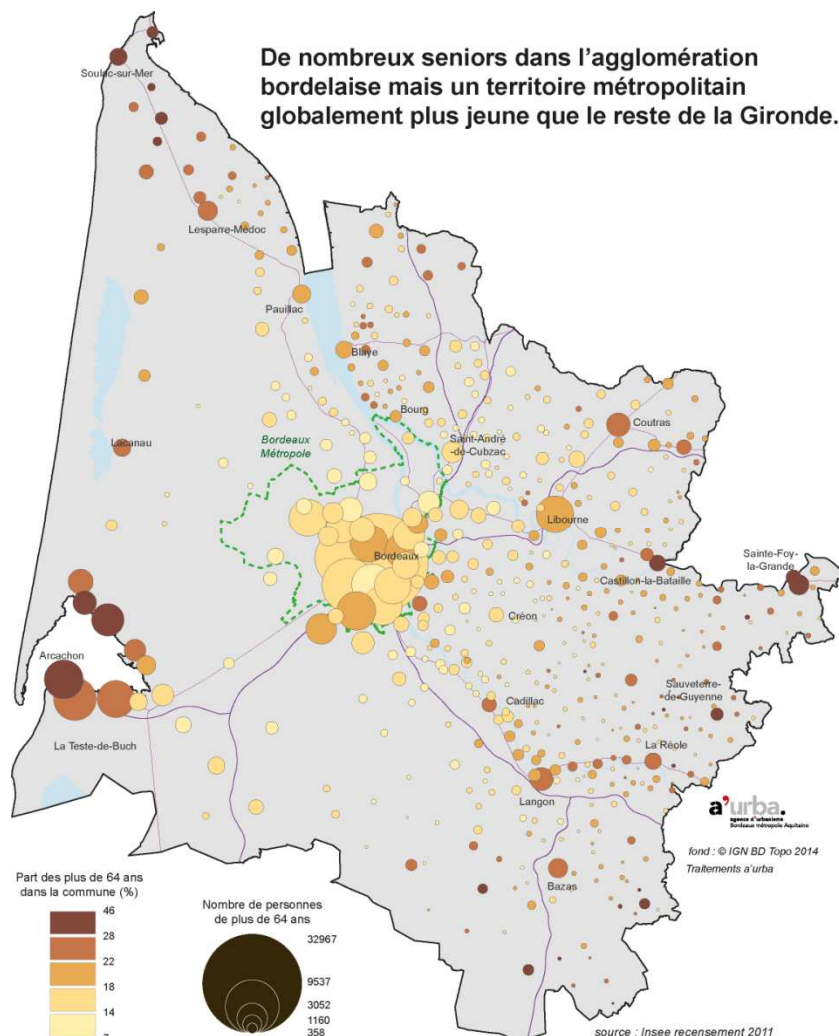 De nombreux seniors dans l'agglomération
bordelaise mais un territoire métropolitain
globalement plus jeune que le reste de la Gironde.
Soulac-sur-Mer
Lesparre-Médoc
Pauillac
Blaye
Bourg
Bordeaux
Métropole
Saint-André
-de-Cubzac
Coutras
Lacanau
Libourne
Bordeaux
Sainte-Foy-
la-Grande
Castillon-la-Bataille
Créon
Arcachon
Cadillac
Sauveterre-
de-Guyenne
La Teste-de-Buch
La Réole
Langon
Bazas
a'urba.
agence d'urbanisme
Bordeaux métropole Aquitaine
fond : © IGN BD Topo 2014
Traitements a'urba
Part des plus de 64 ans
dans la commune (%)
46
28
22
18
14
Nombre de personnes
de plus de 64 ans
32967
9537
3052
1160
358
source : Insee recensement 2011